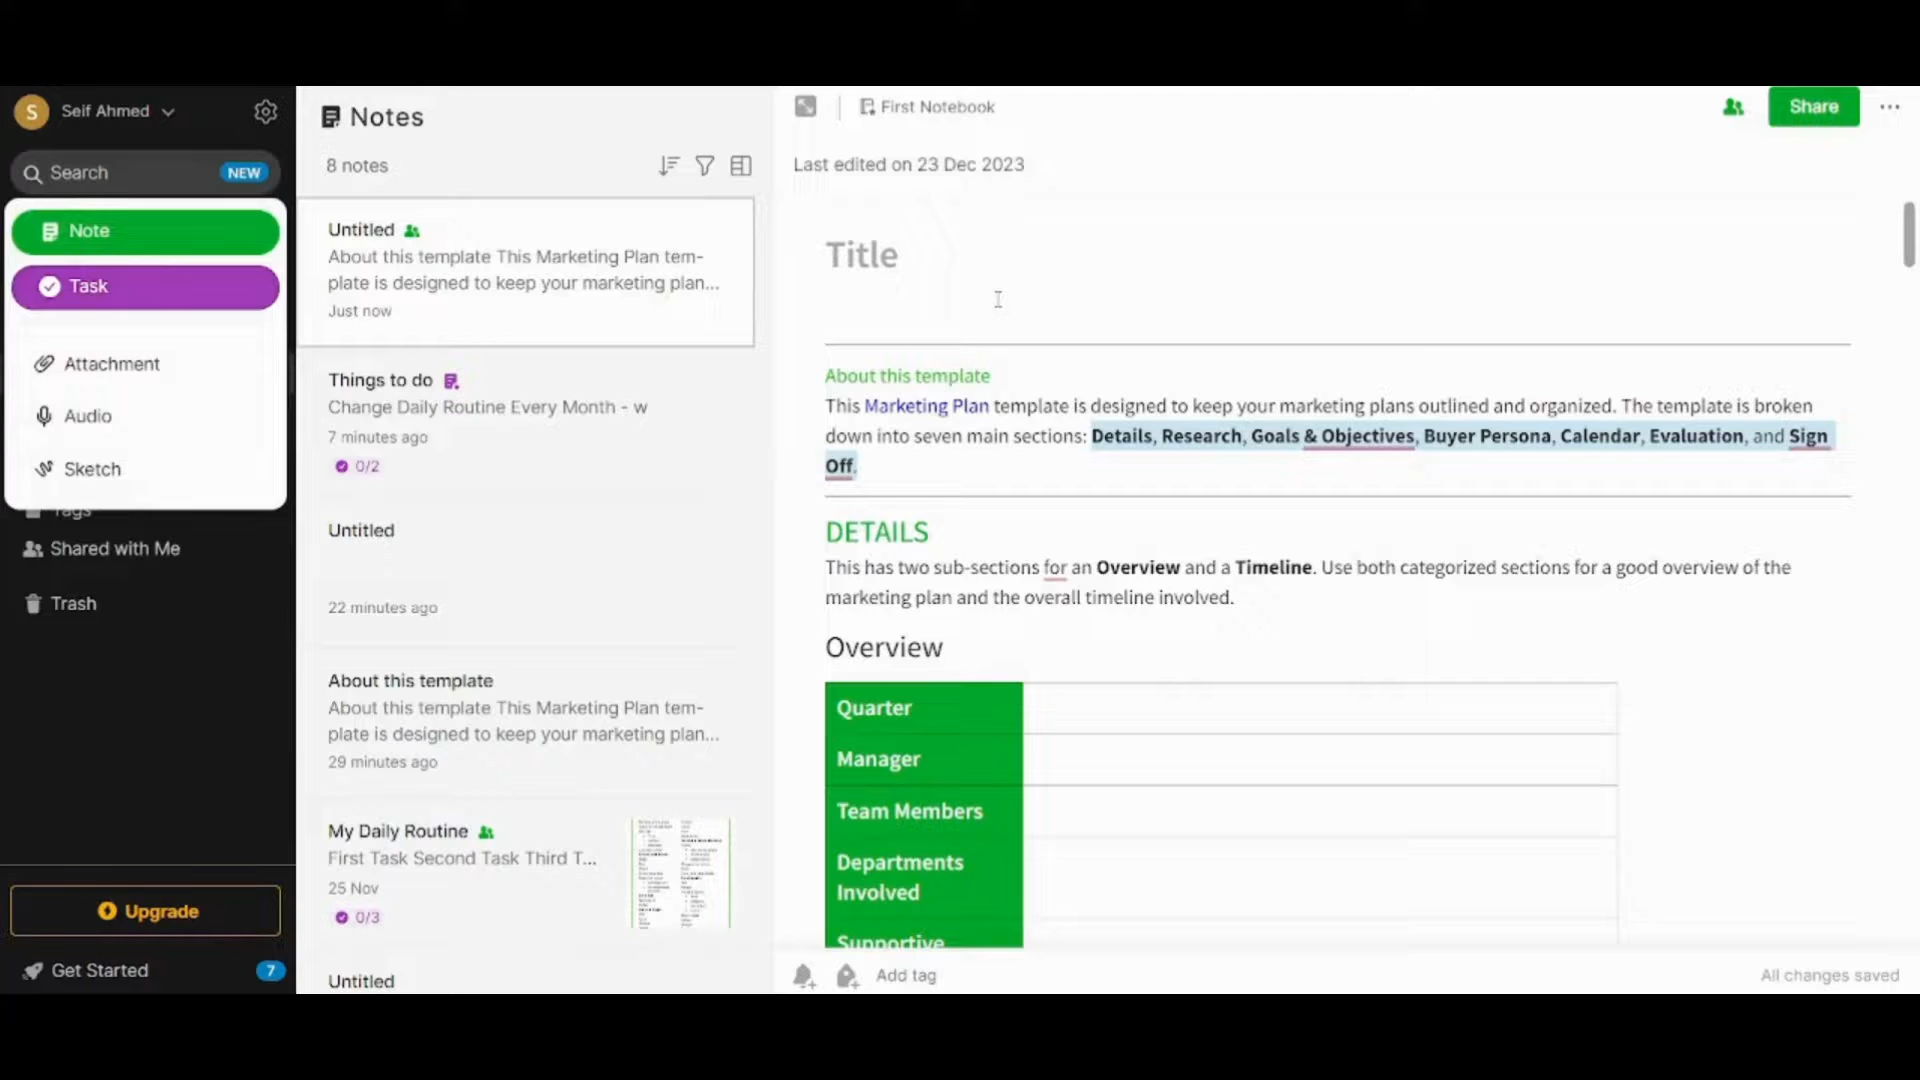 S
Seif Ahmed
Search
NEW
Note
Task
Attachment
Audio
Sketch
Tags
Shared with Me
Trash
Upgrade
Get Started
7
Notes
8 notes
Untitled
About this template This Marketing Plan tem-
plate is designed to keep your marketing plan...
Just now
Things to do
Change Daily Routine Every Month - w
7 minutes ago
0/2
Untitled
22 minutes ago
About this template
About this template This Marketing Plan tem-
plate is designed to keep your marketing plan...
29 minutes ago
My Daily Routine
First Task Second Task Third T...
25 Nov
0/3
Untitled
First Notebook
Share
Last edited on 23 Dec 2023
Title
About this template
This Marketing Plan template is designed to keep your marketing plans outlined and organized. The template is broken
down into seven main sections: Details, Research, Goals & Objectives, Buyer Persona, Calendar, Evaluation, and Sign
Off.
DETAILS
This has two sub-sections for an Overview and a Timeline. Use both categorized sections for a good overview of the
marketing plan and the overall timeline involved.
Overview
Quarter
Manager
Team Members
Departments
Involved
Supportive
Add tag
All changes saved